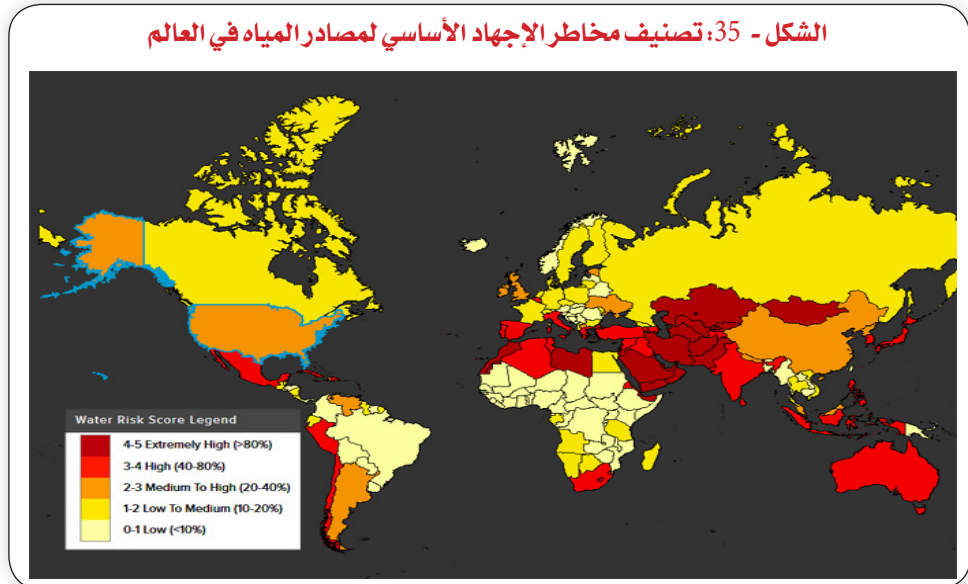 الشكل - 35: تصنيف مخاطر الإجهاد الأساسي لمصادر المياه في العالم
Water Risk Score Legend
4-5 Extremely High (>80%)
3-4 High (40-80%)
2-3 Medium To High (20-40%)
1-2 Low To Medium (10-20%)
0-1 Low (<10%)